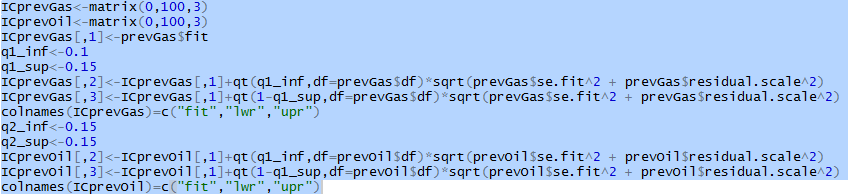 ICprevGas<-matrix(0,100,3)
ICprevOil<-matrix(0,100,3)
ICprevGas[,1]<-prevGas$fit
q1_inf<-0.1
q1_sup<-0.15
ICprevGas[,2]<-ICprevGas[,1]+qt(q1_inf,df=prevGas$df)*sqrt(prevGas$se.fit^2 + prevGas$residual.scale^2)
ICprevGas[,3]<-ICprevGas[,1]+qt(1-q1_sup,df=prevGas$df)*sqrt(prevGas$se.fit^2 + prevGas$residual.scale^2)
colnames(ICprevGas)=c("fit","lwr","upr")
q2_inf<-0.15
q2_sup<-0.15
ICprevOil[,2]<-ICprevOil[,1]+qt(q1_inf,df=prevOil$df)*sqrt(prevOil$se.fit^2 + prevOil$residual.scale^2)
ICprevOil[,3]<-ICprevOil[,1]+qt(1-q1_sup,df=prevOil$df)*sqrt(prevOil$se.fit^2 + prevOil$residual.scale^2)
colnames(ICprevOil)=c("fit","lwr","upr")